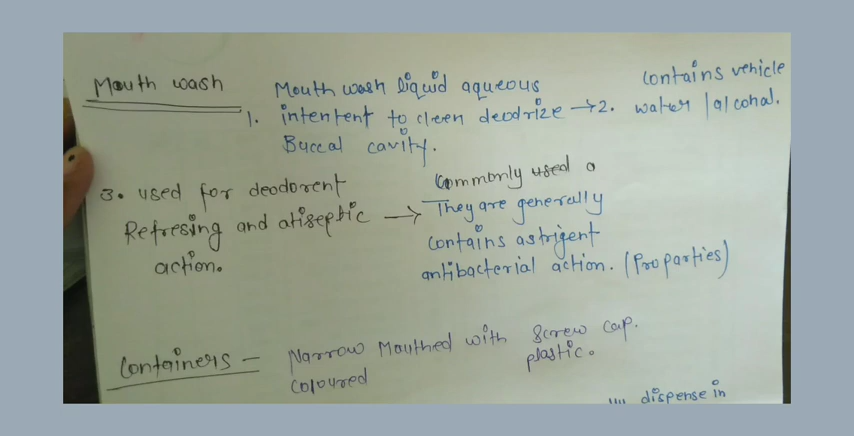 Mouth wash
1. Mouth wash liquid aqueous
intentent to cleen deodrize →
Buccal cavity.
2. contains vehicle
water / alcohal.
3. used for deodorent
Refresing and atiseptic →
action.
Commonly used a
They are generally
contains astrigent
antibacterial action. (Properties)
Containers – Narrow Mouthed with screw cap.
coloured plastic.
dispense in